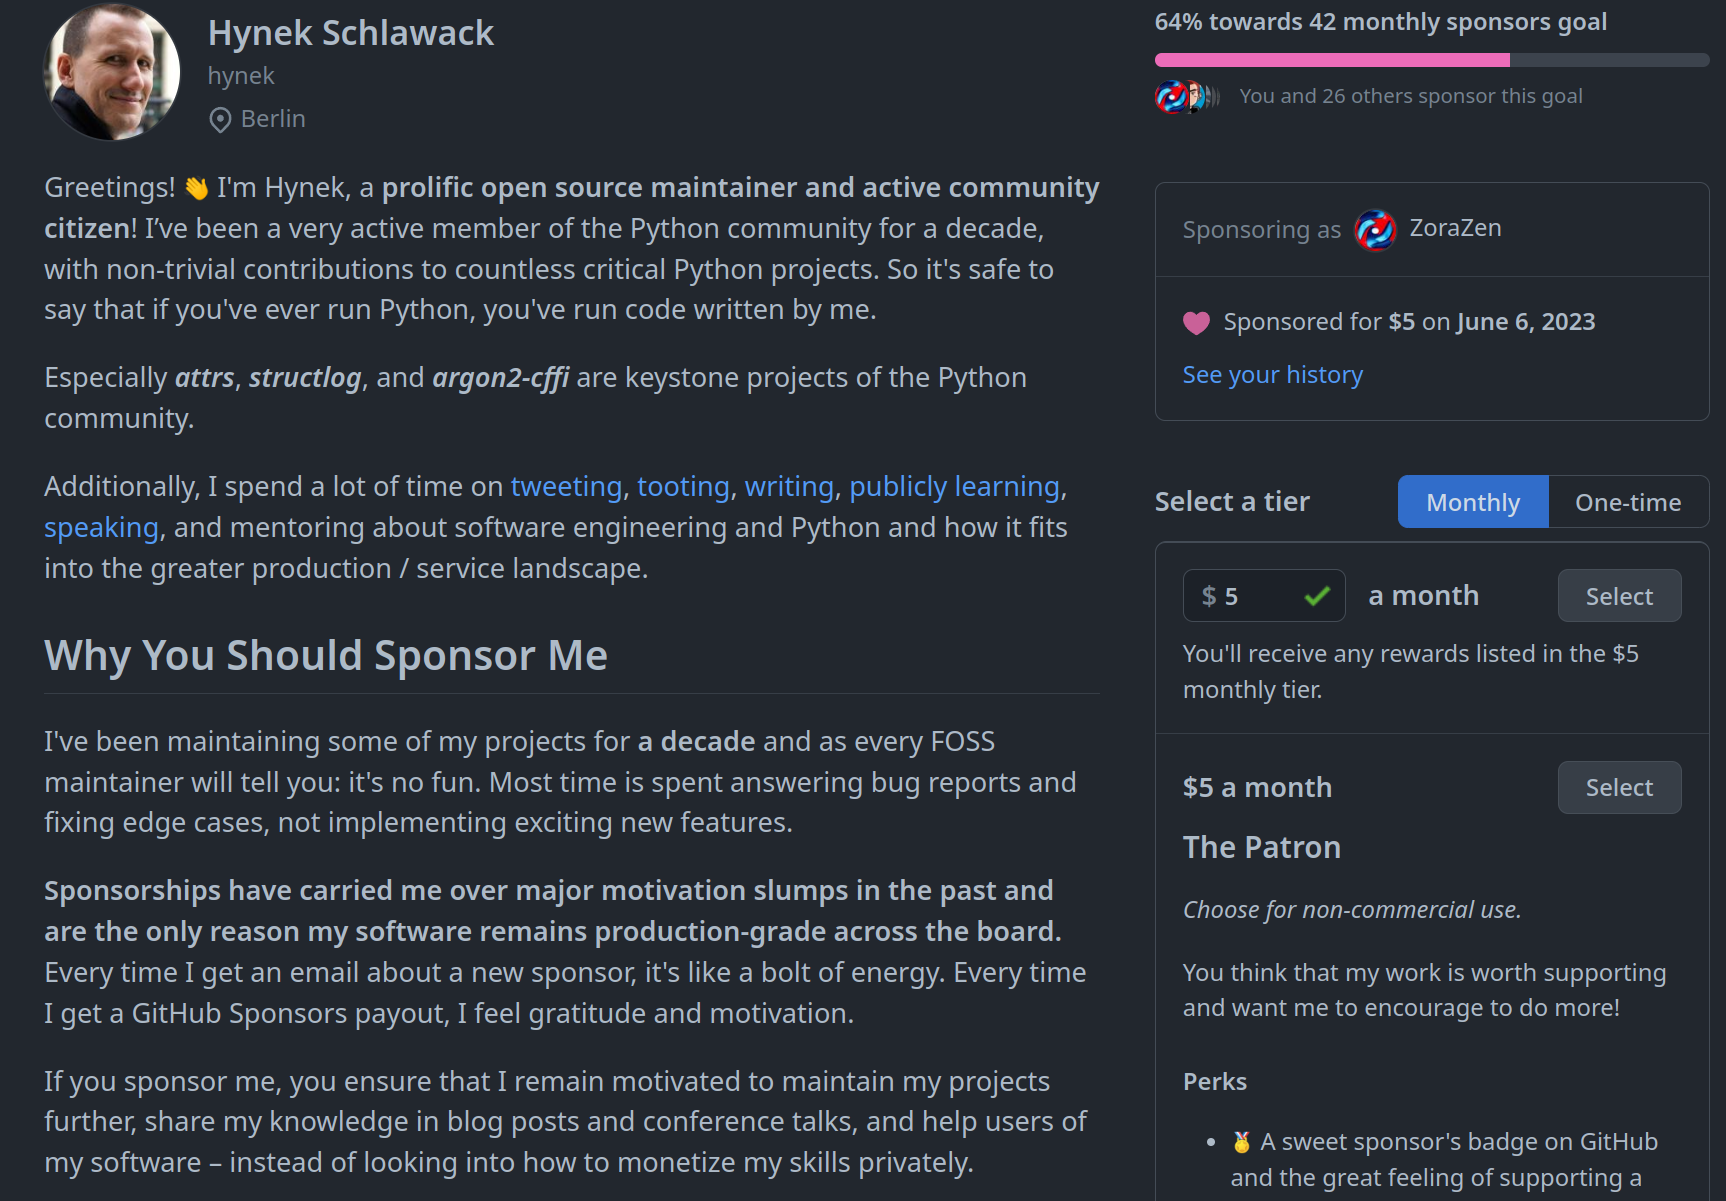 Hynek Schlawack
hynek
Berlin
Greetings! 👋 I'm Hynek, a prolific open source maintainer and active community
citizen! I’ve been a very active member of the Python community for a decade,
with non-trivial contributions to countless critical Python projects. So it's safe to
say that if you've ever run Python, you've run code written by me.
Especially attrs, structlog, and argon2-cffi are keystone projects of the Python
community.
Additionally, I spend a lot of time on tweeting, tooting, writing, publicly learning,
speaking, and mentoring about software engineering and Python and how it fits
into the greater production / service landscape.
Why You Should Sponsor Me
I've been maintaining some of my projects for a decade and as every FOSS
maintainer will tell you: it's no fun. Most time is spent answering bug reports and
fixing edge cases, not implementing exciting new features.
Sponsorships have carried me over major motivation slumps in the past and
are the only reason my software remains production-grade across the board.
Every time I get an email about a new sponsor, it's like a bolt of energy. Every time
I get a GitHub Sponsors payout, I feel gratitude and motivation.
If you sponsor me, you ensure that I remain motivated to maintain my projects
further, share my knowledge in blog posts and conference talks, and help users of
my software – instead of looking into how to monetize my skills privately.
64% towards 42 monthly sponsors goal
You and 26 others sponsor this goal
Sponsoring as ZoraZen
Sponsored for $5 on June 6, 2023
See your history
Select a tier
Monthly
One-time
$ 5 a month
Select
You'll receive any rewards listed in the $5
monthly tier.
$5 a month
Select
The Patron
Choose for non-commercial use.
You think that my work is worth supporting
and want me to encourage to do more!
Perks
• 🏅 A sweet sponsor's badge on GitHub
and the great feeling of supporting a